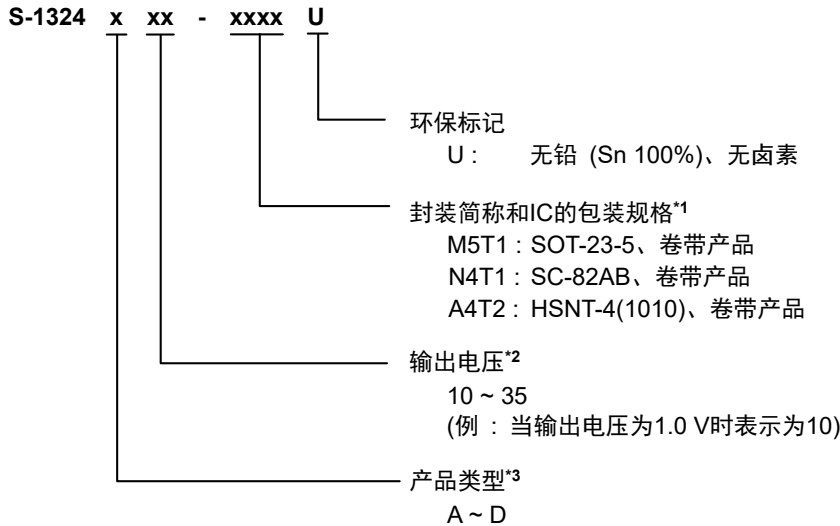 S-1324 x xx - xxxx U
环保标记
U : 无铅 (Sn 100%)、无卤素
封装简称和IC的包装规格*1
M5T1 : SOT-23-5、卷带产品
N4T1 : SC-82AB、卷带产品
A4T2 : HSNT-4(1010)、卷带产品
输出电压*2
10 ~ 35
(例 : 当输出电压为1.0 V时表示为10)
产品类型*3
A ~ D